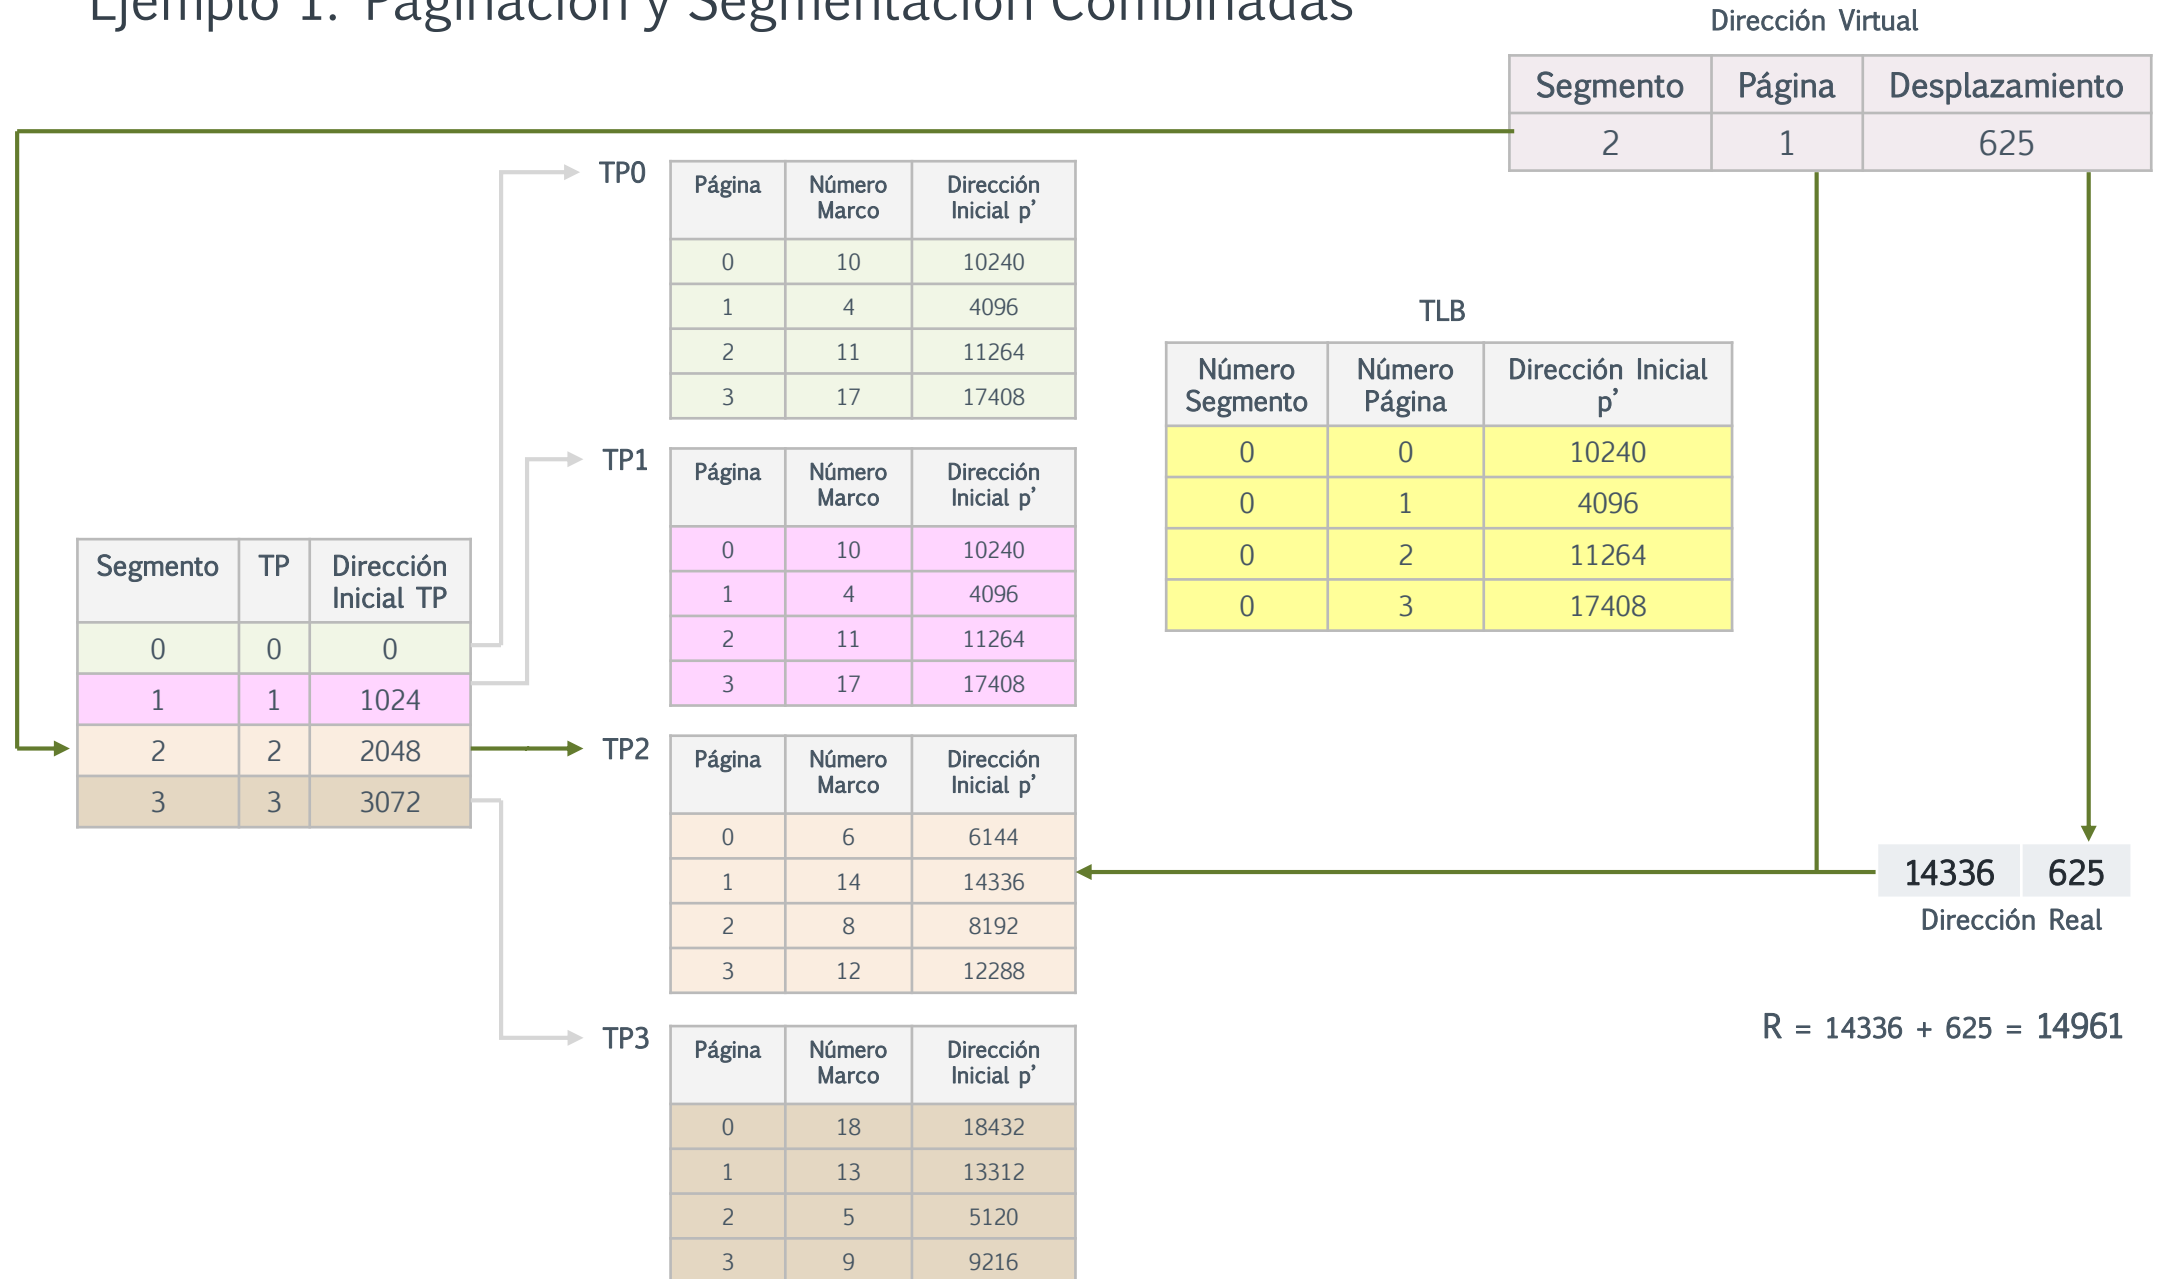 Ejemplo 1: Paginación y Segmentación Combinadas
Dirección Virtual
Segmento Página Desplazamiento
2 1 625
TP0
Página Número Marco Dirección Inicial p’
0 10 10240
1 4 4096
2 11 11264
3 17 17408
TLB
Número Segmento Número Página Dirección Inicial p’
0 0 10240
0 1 4096
0 2 11264
0 3 17408
TP1
Página Número Marco Dirección Inicial p’
0 10 10240
1 4 4096
2 11 11264
3 17 17408
Segmento TP Dirección Inicial TP
0 0 0
1 1 1024
2 2 2048
3 3 3072
TP2
Página Número Marco Dirección Inicial p’
0 6 6144
1 14 14336
2 8 8192
3 12 12288
14336 625
Dirección Real
R = 14336 + 625 = 14961
TP3
Página Número Marco Dirección Inicial p’
0 18 18432
1 13 13312
2 5 5120
3 9 9216